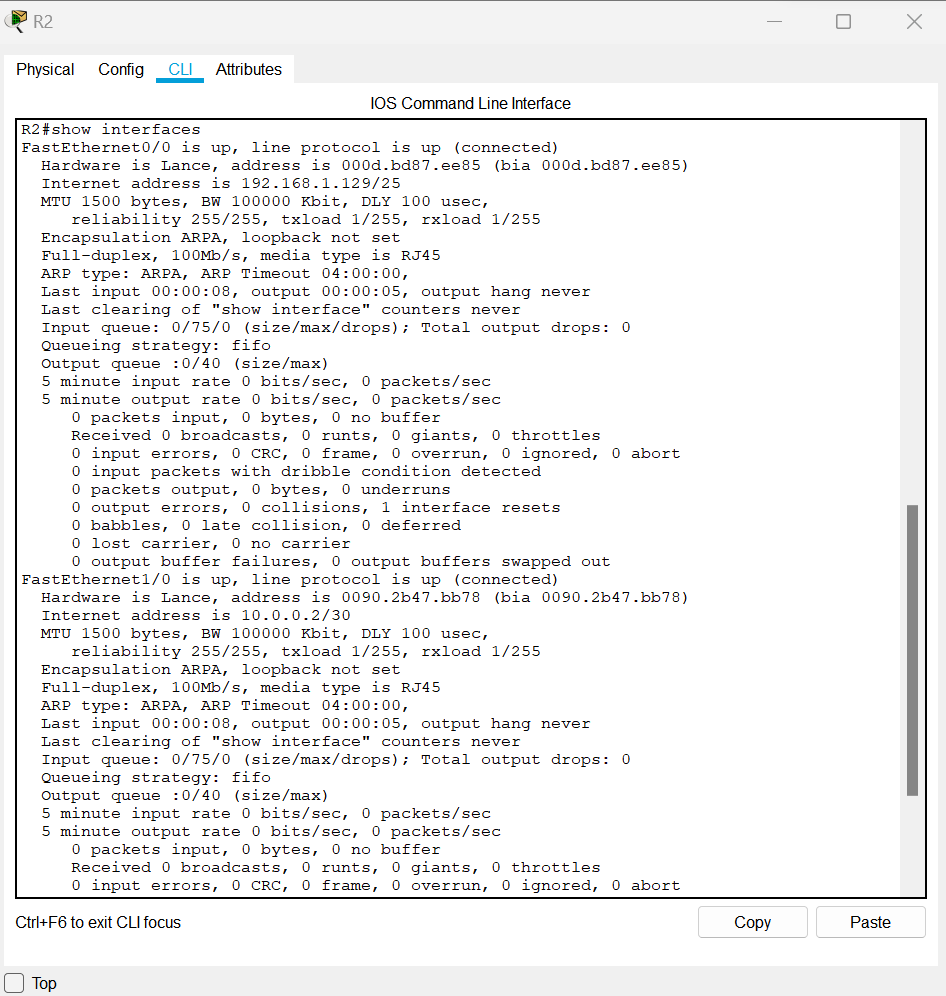 R2
Physical Config CLI Attributes
IOS Command Line Interface
R2#show interfaces
FastEthernet0/0 is up, line protocol is up (connected)
Hardware is Lance, address is 000d.bd87.ee85 (bia 000d.bd87.ee85)
Internet address is 192.168.1.129/25
MTU 1500 bytes, BW 100000 Kbit, DLY 100 usec,
reliability 255/255, txload 1/255, rxload 1/255
Encapsulation ARPA, loopback not set
Full-duplex, 100Mb/s, media type is RJ45
ARP type: ARPA, ARP Timeout 04:00:00,
Last input 00:00:08, output 00:00:05, output hang never
Last clearing of "show interface" counters never
Input queue: 0/75/0 (size/max/drops); Total output drops: 0
Queueing strategy: fifo
Output queue :0/40 (size/max)
5 minute input rate 0 bits/sec, 0 packets/sec
5 minute output rate 0 bits/sec, 0 packets/sec
0 packets input, 0 bytes, 0 no buffer
Received 0 broadcasts, 0 runts, 0 giants, 0 throttles
0 input errors, 0 CRC, 0 frame, 0 overrun, 0 ignored, 0 abort
0 input packets with dribble condition detected
0 packets output, 0 bytes, 0 underruns
0 output errors, 0 collisions, 1 interface resets
0 babbles, 0 late collision, 0 deferred
0 lost carrier, 0 no carrier
0 output buffer failures, 0 output buffers swapped out
FastEthernet1/0 is up, line protocol is up (connected)
Hardware is Lance, address is 0090.2b47.bb78 (bia 0090.2b47.bb78)
Internet address is 10.0.0.2/30
MTU 1500 bytes, BW 100000 Kbit, DLY 100 usec,
reliability 255/255, txload 1/255, rxload 1/255
Encapsulation ARPA, loopback not set
Full-duplex, 100Mb/s, media type is RJ45
ARP type: ARPA, ARP Timeout 04:00:00,
Last input 00:00:08, output 00:00:05, output hang never
Last clearing of "show interface" counters never
Input queue: 0/75/0 (size/max/drops); Total output drops: 0
Queueing strategy: fifo
Output queue :0/40 (size/max)
5 minute input rate 0 bits/sec, 0 packets/sec
5 minute output rate 0 bits/sec, 0 packets/sec
0 packets input, 0 bytes, 0 no buffer
Received 0 broadcasts, 0 runts, 0 giants, 0 throttles
0 input errors, 0 CRC, 0 frame, 0 overrun, 0 ignored, 0 abort
Ctrl+F6 to exit CLI focus
Copy Paste
Top